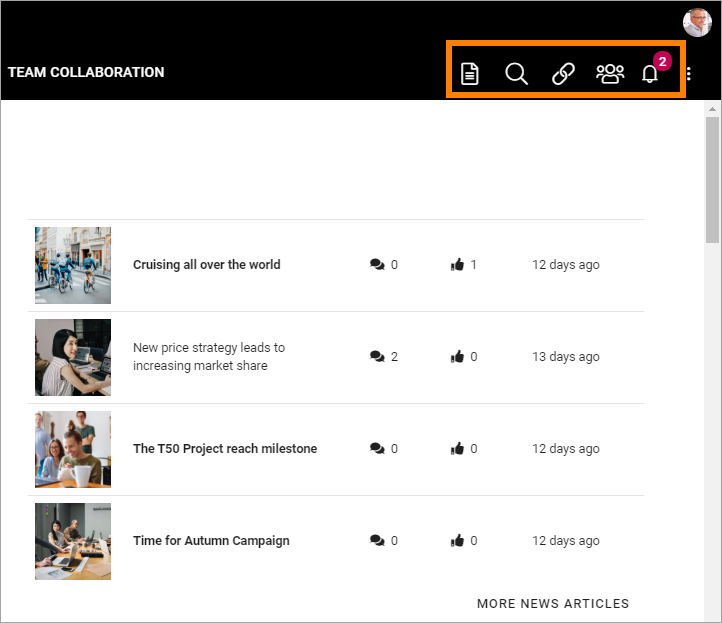 TEAM COLLABORATION
2
Cruising all over the world 0 1 12 days ago
New price strategy leads to
increasing market share 2 0 13 days ago
The T50 Project reach milestone 0 0 12 days ago
Time for Autumn Campaign 0 0 12 days ago
MORE NEWS ARTICLES